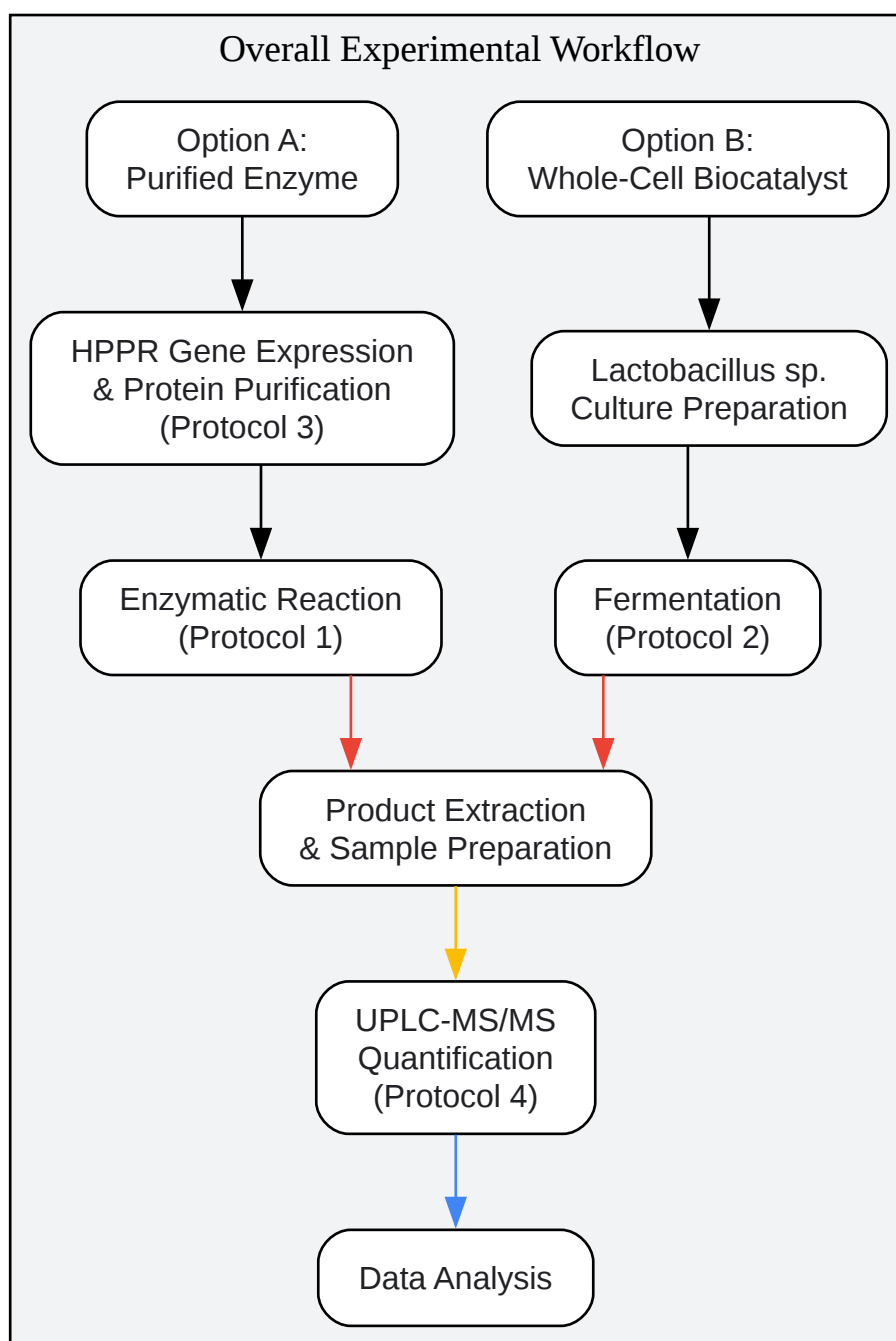 Overall Experimental Workflow
Option A:
Purified Enzyme
Option B:
Whole-Cell Biocatalyst
HPPR Gene Expression
& Protein Purification
(Protocol 3)
Lactobacillus sp.
Culture Preparation
Enzymatic Reaction
(Protocol 1)
Fermentation
(Protocol 2)
Product Extraction
& Sample Preparation
UPLC-MS/MS
Quantification
(Protocol 4)
Data Analysis